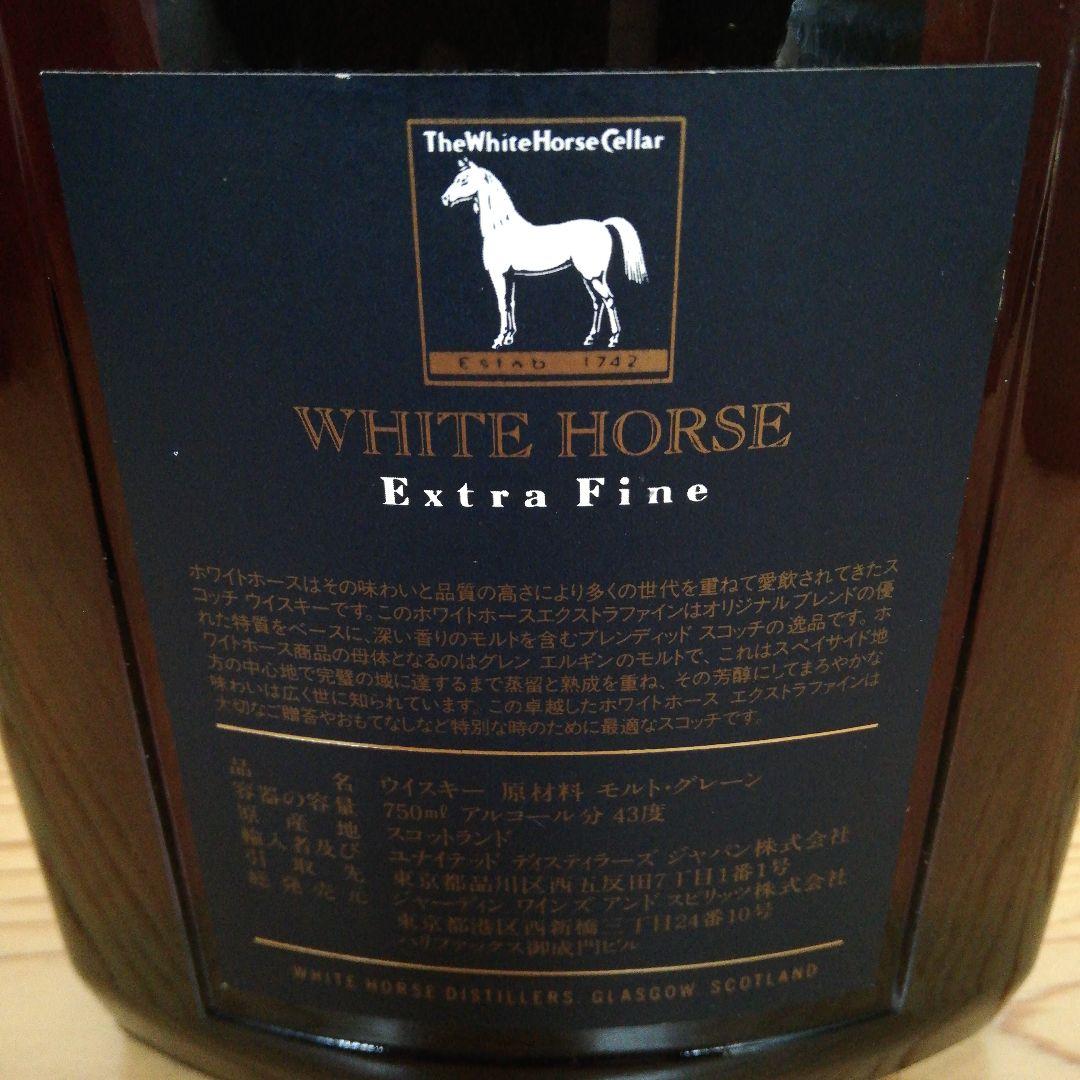 The White Horse Cellar
Estab 1742
WHITE HORSE
Extra Fine
ホワイトホースはその味わいと品質の高さにより多くの世代を重ねて愛飲されてきたス
コッチ ウイスキーです。このホワイトホースエクストラファインはオリジナル ブレンドの優
れた特質をベースに、深い香りのモルトを含むブレンディッド スコッチの逸品です。ホ
ワイトホース商品の母体となるのはグレン エルギンのモルトで、これはスペイサイド地
方の中心地で完璧の域に達するまで蒸留と熟成を重ね、その芳醇にしてまろやかな
味わいは広く世に知られています。この卓越したホワイトホース エクストラファインは
大切なご贈答やおもてなしなど特別な時のために最適なスコッチです。
品名 ウイスキー 原材料 モルト・グレーン
容器の容量 750ml アルコール分 43度
原産地 スコットランド
輸入者及び ユナイテッド ディスティラーズ ジャパン株式会社
引取先 東京都品川区西五反田7丁目1番1号
総発売元 ジャーディン ワインズ アンド スピリッツ株式会社
東京都港区西新橋三丁目24番10号
ハリファックス御成門ビル
WHITE HORSE DISTILLERS. GLASGOW. SCOTLAND